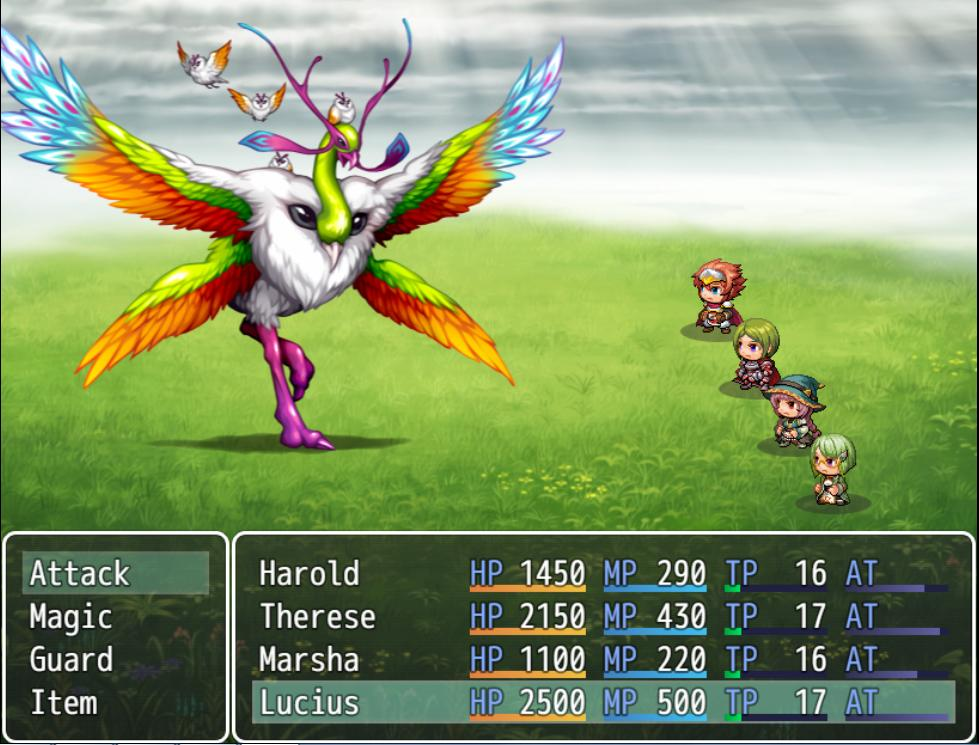 Attack
Magic
Guard
Item
Harold HP 1450 MP 290 TP 16 AT
Therese HP 2150 MP 430 TP 17 AT
Marsha HP 1100 MP 220 TP 16 AT
Lucius HP 2500 MP 500 TP 17 AT